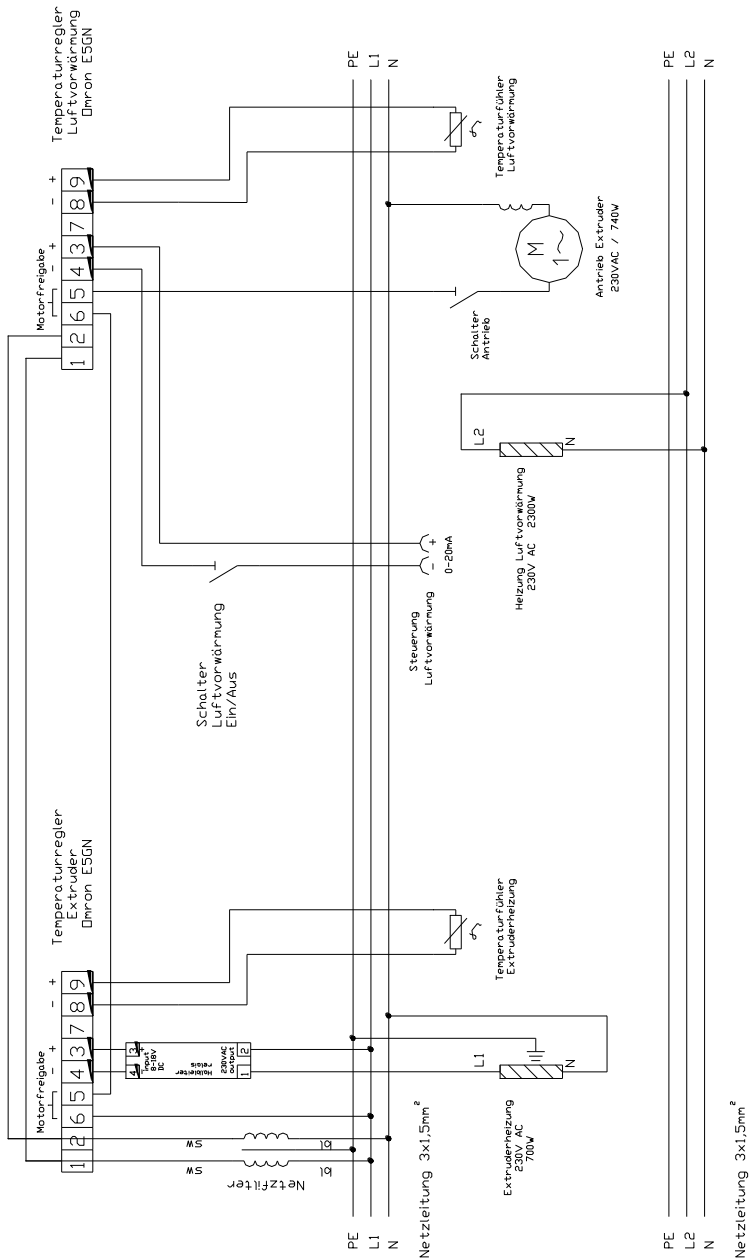 Temperaturregler
Extruder
Omron E5GN
Temperaturregler
Luftvorwärmung
Omron E5GN
Motorfreigabe
- +
- +
1 2 6 5 4 3 7 8 9
Motorfreigabe
- +
- +
1 2 6 5 4 3 7 8 9
sw
sw
bl
bl
Netzfilter
4 3
- +
Input
8-18V
DC
Halbleiter
relais
230VAC
output
1 2
Schalter
Luftvorwärmung
Ein/Aus
PE
L1
N
PE
L1
N
Netzleitung 3x1,5mm²
Steuerung
Luftvorwärmung
- +
0-20mA
Schalter
Antrieb
L1
N
Extruderheizung
230V AC
700W
Temperaturfühler
Extruderheizung
L2
N
Heizung Luftvorwärmung
230V AC 2300W
M
1~
Antrieb Extruder
230VAC / 740W
Temperaturfühler
Luftvorwärmung
PE
L2
N
PE
L2
N
Netzleitung 3x1,5mm²